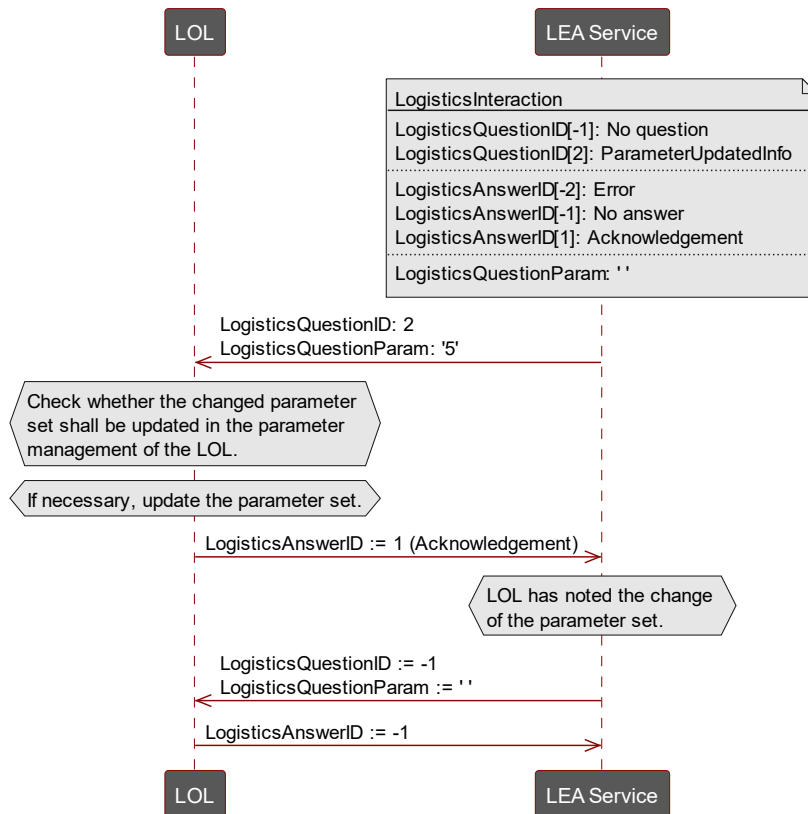 LOL
LEA Service
LogisticsInteraction
LogisticsQuestionID[-1]: No question
LogisticsQuestionID[2]: ParameterUpdatedInfo
LogisticsAnswerID[-2]: Error
LogisticsAnswerID[-1]: No answer
LogisticsAnswerID[1]: Acknowledgement
LogisticsQuestionParam: ' '
LogisticsQuestionID: 2
LogisticsQuestionParam: '5'
Check whether the changed parameter
set shall be updated in the parameter
management of the LOL.
If necessary, update the parameter set.
LogisticsAnswerID := 1 (Acknowledgement)
LOL has noted the change
of the parameter set.
LogisticsQuestionID := -1
LogisticsQuestionParam := ' '
LogisticsAnswerID := -1
LOL
LEA Service